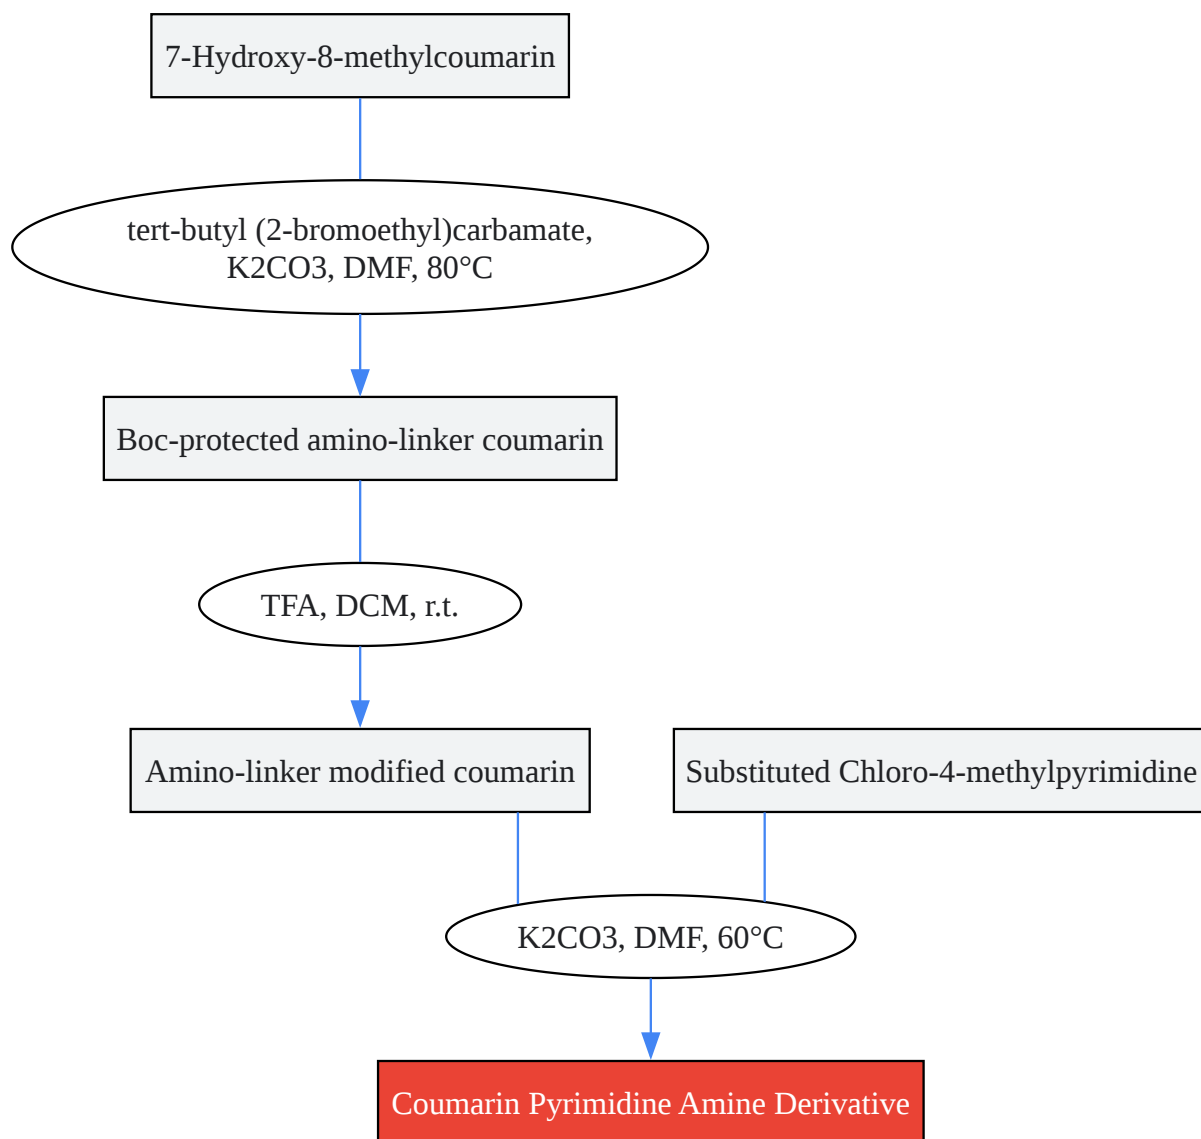 7-Hydroxy-8-methylcoumarin
tert-butyl (2-bromoethyl)carbamate,
K2CO3, DMF, 80°C
Boc-protected amino-linker coumarin
TFA, DCM, r.t.
Amino-linker modified coumarin
Substituted Chloro-4-methylpyrimidine
K2CO3, DMF, 60°C
Coumarin Pyrimidine Amine Derivative